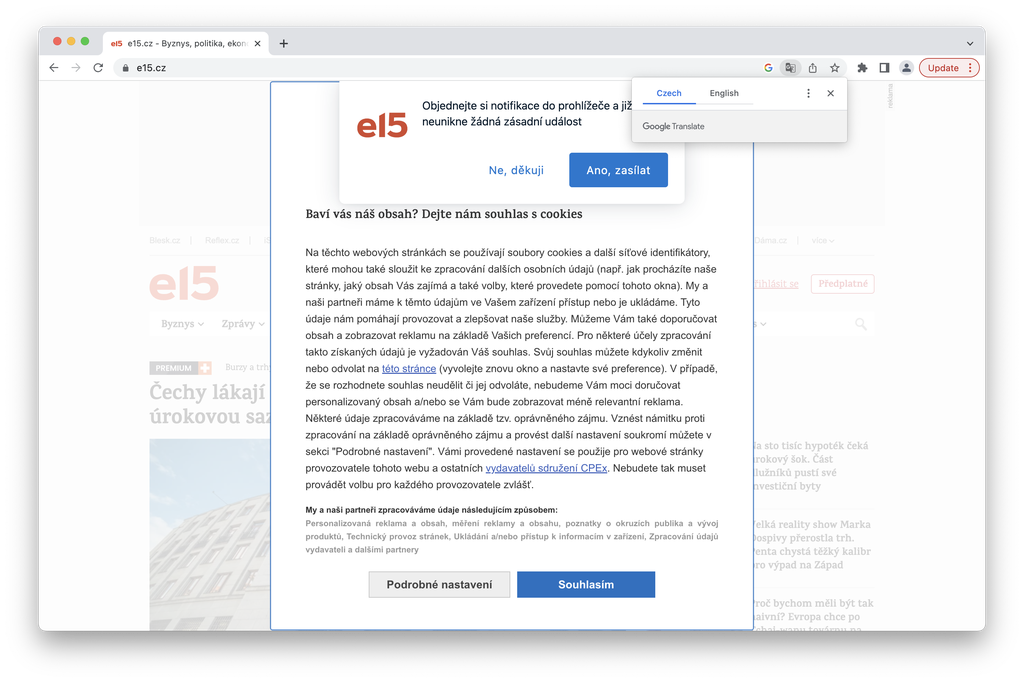 e15 e15.cz - Byznys, politika, ekon
e15.cz
Update
Czech English
Google Translate
e15
Objednejte si notifikace do prohlížeče a již
neunikne žádná zásadní událost
Ne, děkuji
Ano, zasílat
Baví vás náš obsah? Dejte nám souhlas s cookies
Na těchto webových stránkách se používají soubory cookies a další síťové identifikátory,
které mohou také sloužit ke zpracování dalších osobních údajů (např. jak procházíte naše
stránky, jaký obsah Vás zajímá a také volby, které provedete pomocí tohoto okna). My a
naši partneři máme k těmto údajům ve Vašem zařízení přístup nebo je ukládáme. Tyto
údaje nám pomáhají provozovat a zlepšovat naše služby. Můžeme Vám také doporučovat
obsah a zobrazovat reklamu na základě Vašich preferencí. Pro některé účely zpracování
takto získaných údajů je vyžadován Váš souhlas. Svůj souhlas můžete kdykoliv změnit
nebo odvolat na této stránce (vyvolejte znovu okno a nastavte své preference). V případě,
že se rozhodnete souhlas neudělit či jej odvoláte, nebudeme Vám moci doručovat
personalizovaný obsah a/nebo se Vám bude zobrazovat méně relevantní reklama.
Některé údaje zpracováváme na základě tzv. oprávněného zájmu. Vznést námitku proti
zpracování na základě oprávněného zájmu a provést další nastavení soukromí můžete v
sekci "Podrobné nastavení". Vámi provedené nastavení se použije pro webové stránky
provozovatele tohoto webu a ostatních vydavatelů sdružení CPEx. Nebudete tak muset
provádět volbu pro každého provozovatele zvlášť.
My a naši partneři zpracováváme údaje následujícím způsobem:
Personalizovaná reklama a obsah, měření reklamy a obsahu, poznatky o okruzích publika a vývoj
produktů, Technický provoz stránek, Ukládání a/nebo přístup k informacím v zařízení, Zpracování údajů
vydavateli a dalšími partnery
Podrobné nastavení
Souhlasím
Blesk.cz Reflex.cz
Dáma.cz více
e15
řihlásit se
Předplatné
Byznys Zprávy
PREMIUM + Burzy a trh
Čechy lákají
úrokovou saz
Na sto tisíc hypoték čeká
úrokový šok. Část
dlužníků pustí své
investiční byty
Velká reality show Marka
Dospivy přerostla trh.
Penta chystá těžký kalibr
pro výpad na Západ
Proč bychom měli být tak
naivní? Evropa chce po